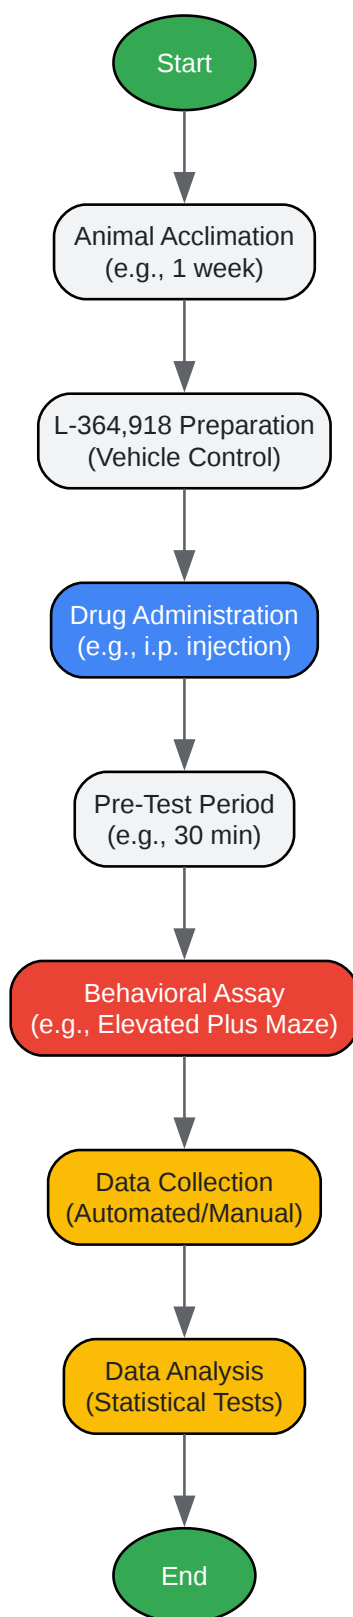 Start
Animal Acclimation
(e.g., 1 week)
L-364,918 Preparation
(Vehicle Control)
Drug Administration
(e.g., i.p. injection)
Pre-Test Period
(e.g., 30 min)
Behavioral Assay
(e.g., Elevated Plus Maze)
Data Collection
(Automated/Manual)
Data Analysis
(Statistical Tests)
End